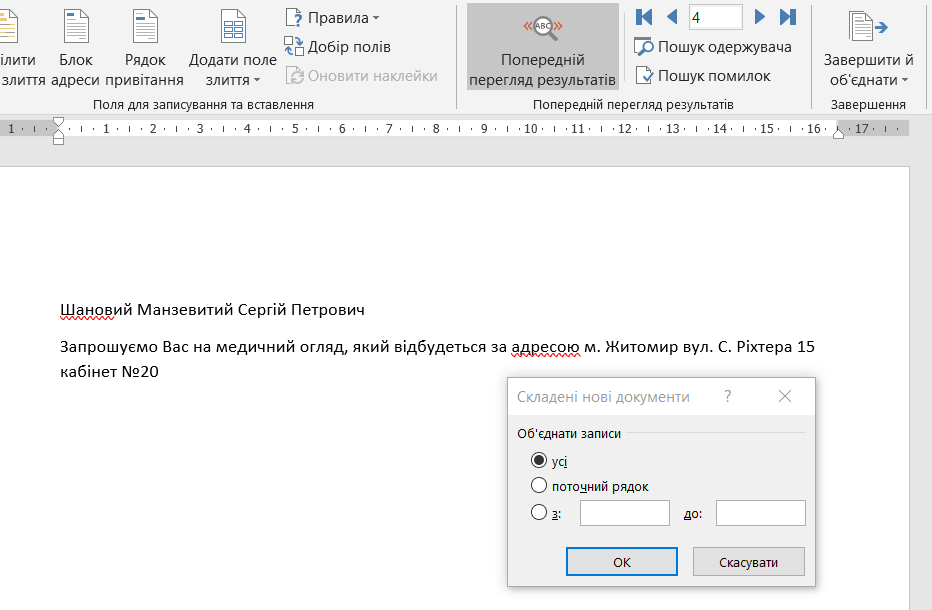 Правила
4
Пошук одержувача
Добір полів
ілити
злиття
Блок
адреси
Рядок
привітання
Додати поле
злиття
Оновити наклейки
ABC
Попередній
перегляд результатів
Пошук помилок
Завершити й
об'єднати
Поля для записування та вставлення
Попередній перегляд результатів
Завершення
1 1 2 3 4 5 6 7 8 9 10 11 12 13 14 15 16 17
Шановий Манзевитий Сергій Петрович
Запрошуємо Вас на медичний огляд, який відбудеться за адресою м. Житомир вул. С. Ріхтера 15
кабінет №20
Складені нові документи ?
Об'єднати записи
усі
поточний рядок
з: до:
ОК Скасувати